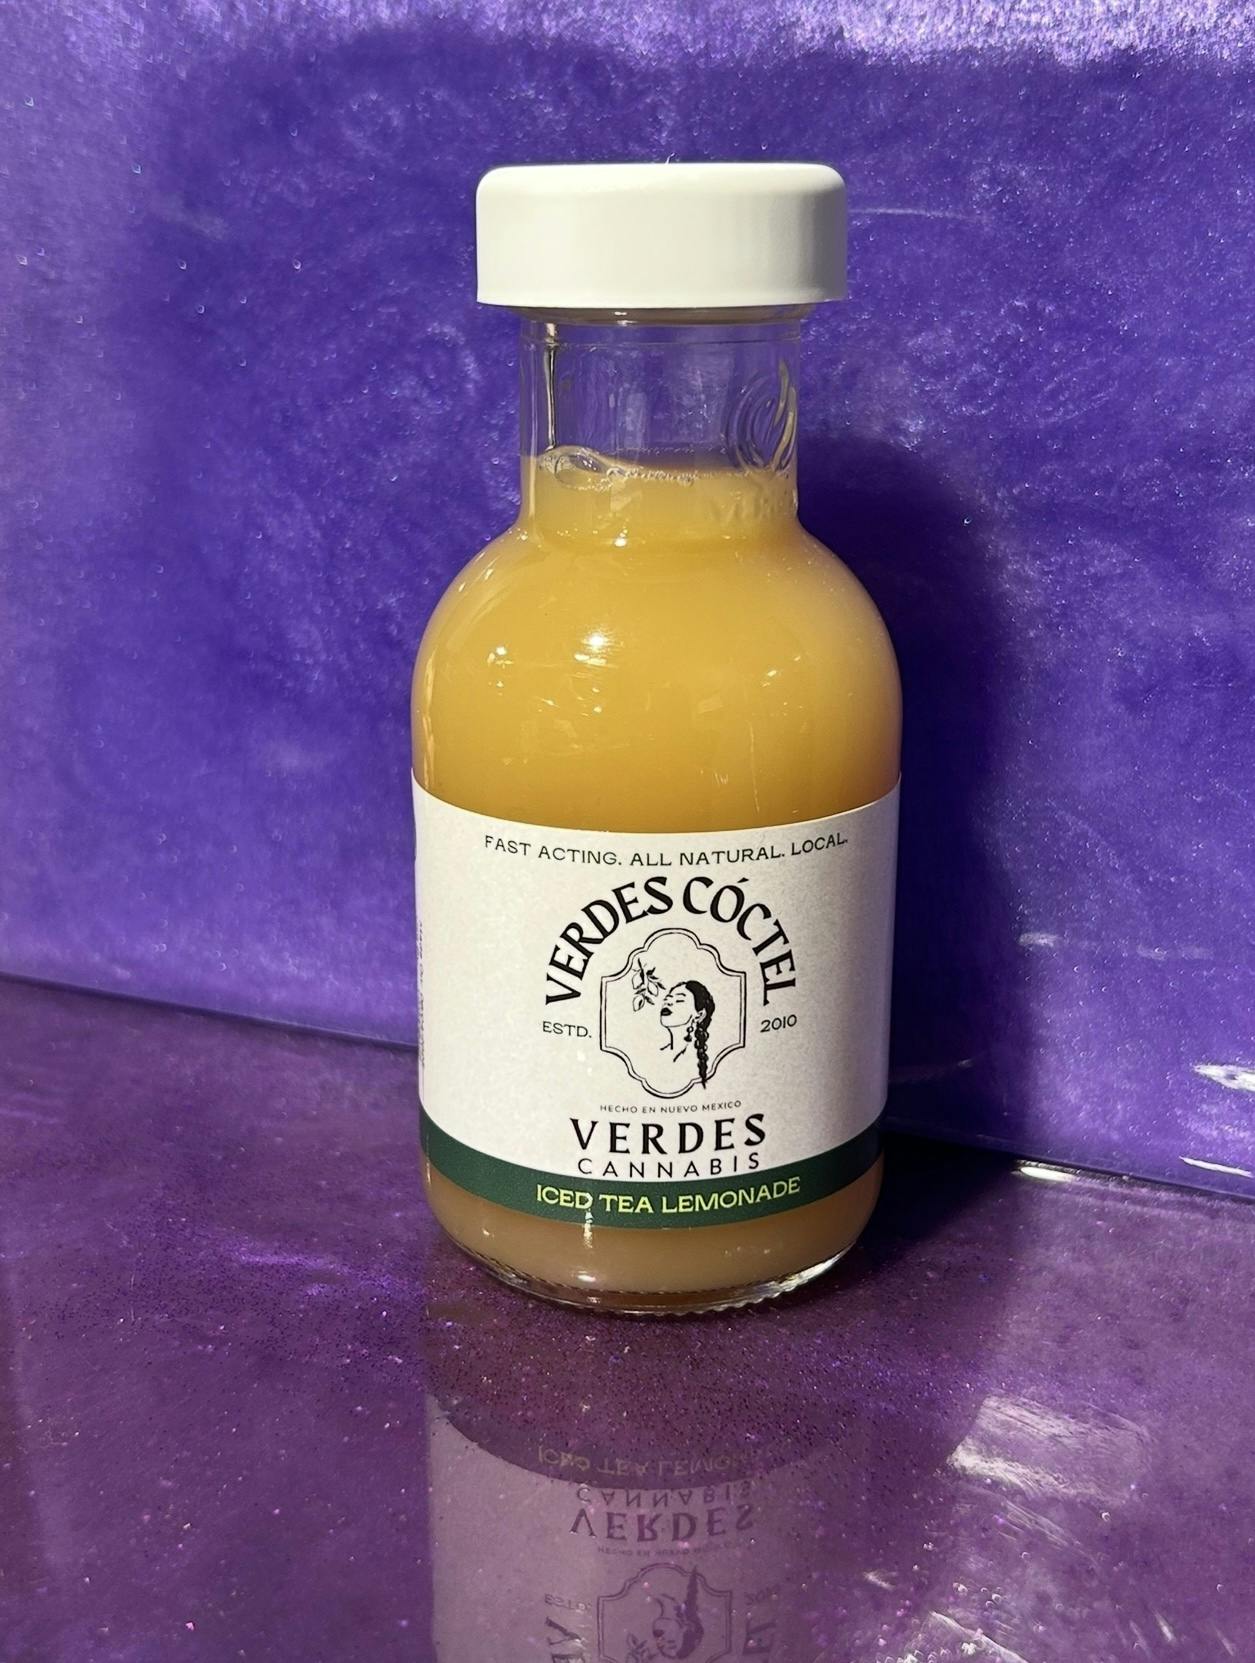 FAST ACTING. ALL NATURAL. LOCAL.
VERDES CÓCTEL
ESTD. 2010
HECHO EN NUEVO MEXICO
VERDES
CANNABIS
ICED TEA LEMONADE